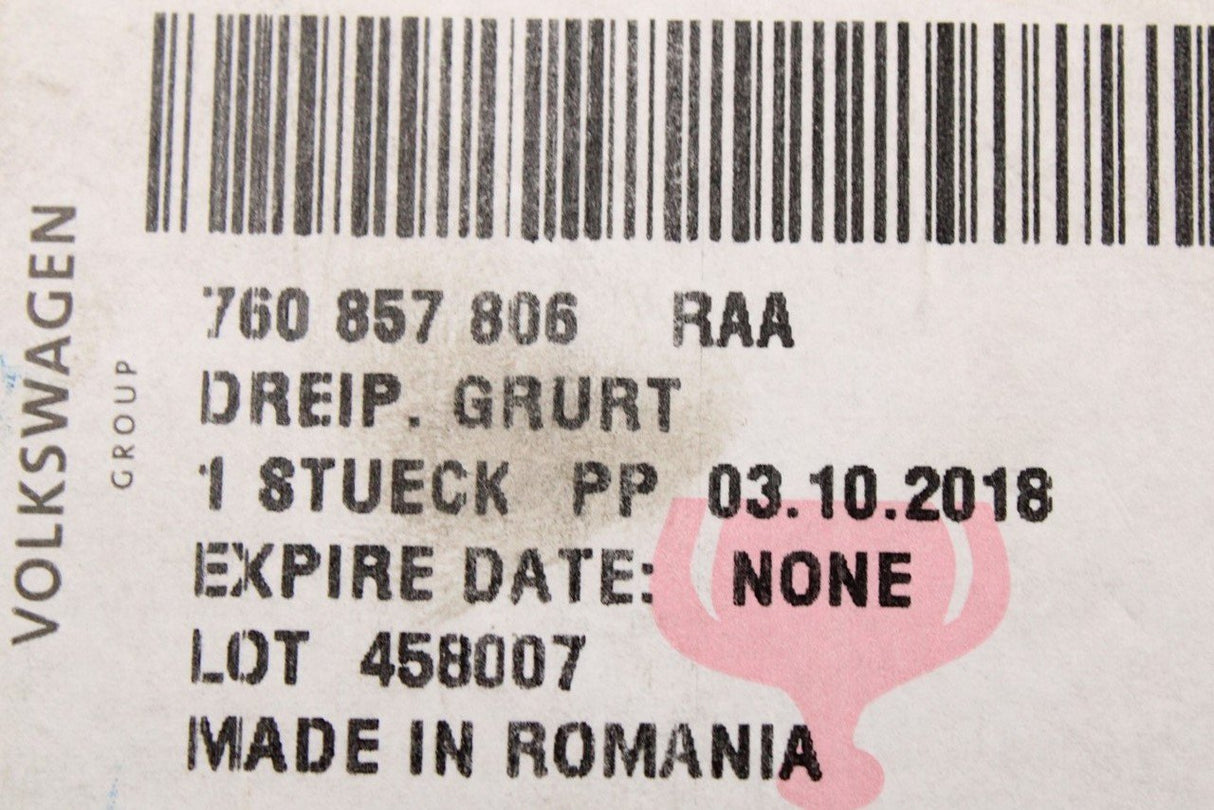 VOLKSWAGEN
GROUP
760 857 806 RAA
DREIP. GRURT
1 STUECK PP 03.10.2018
EXPIRE DATE: NONE
LOT 458007
MADE IN ROMANIA